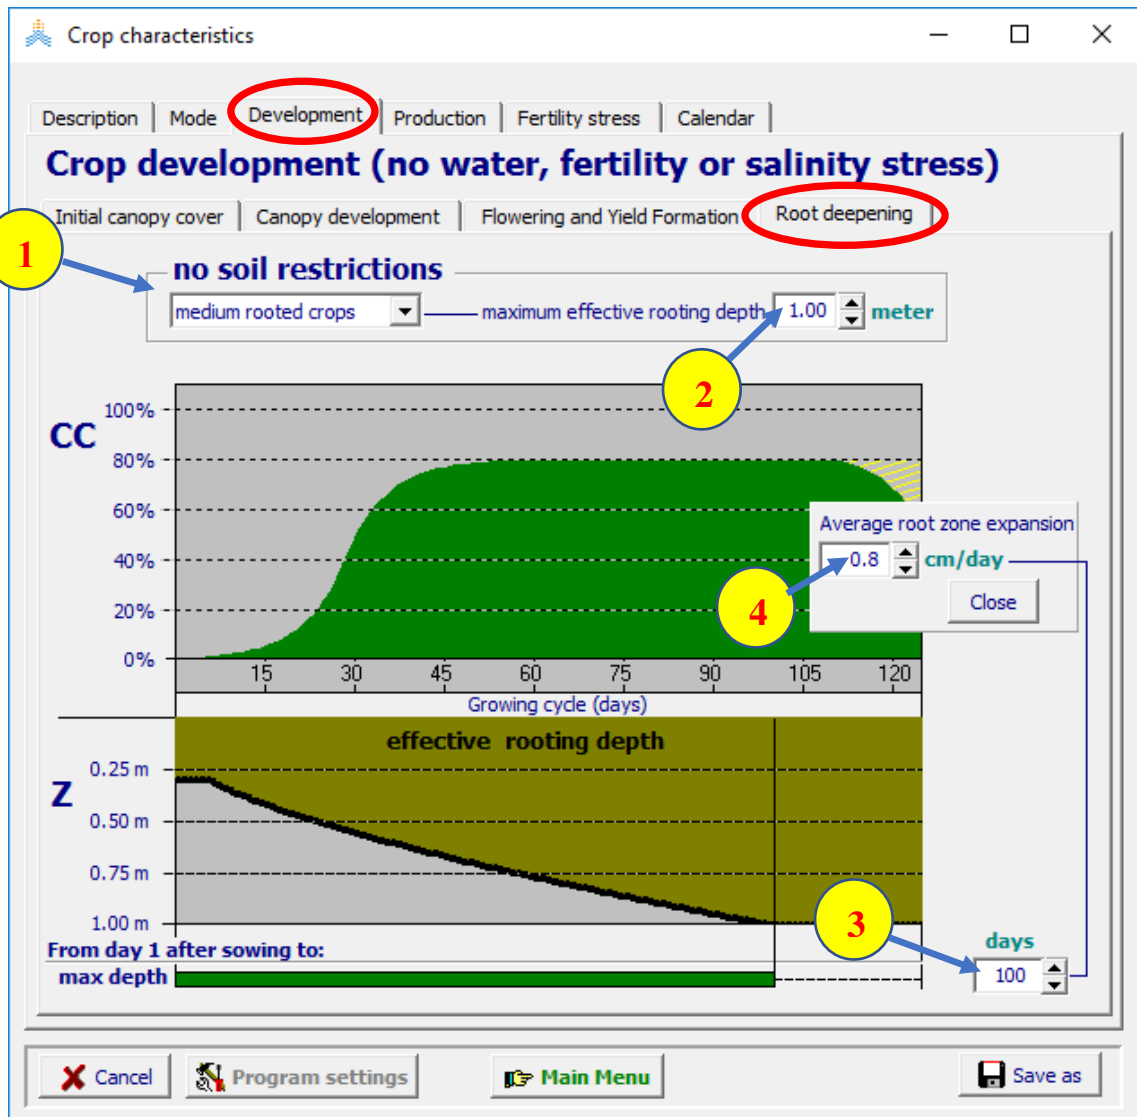 Crop characteristics
Description Mode Development Production Fertility stress Calendar
Crop development (no water, fertility or salinity stress)
Initial canopy cover Canopy development Flowering and Yield Formation Root deepening
1
no soil restrictions
medium rooted crops maximum effective rooting depth 1.00 meter
2
CC
100%
80%
60%
40%
20%
0%
Average root zone expansion
0.8 cm/day
Close
4
15 30 45 60 75 90 105 120
Growing cycle (days)
effective rooting depth
Z
0.25 m
0.50 m
0.75 m
1.00 m
3
From day 1 after sowing to:
days
max depth 100
Cancel Program settings Main Menu Save as